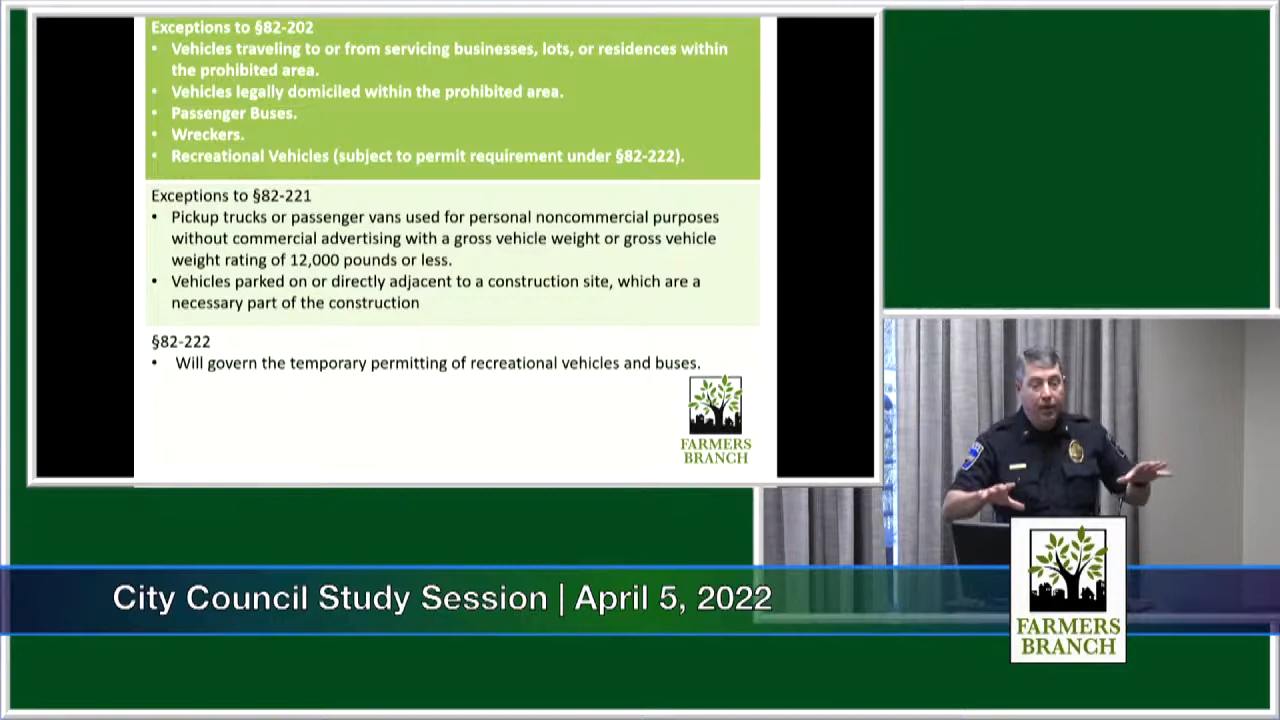 Exceptions to §82-202
• Vehicles traveling to or from servicing businesses, lots, or residences within
the prohibited area.
• Vehicles legally domiciled within the prohibited area.
• Passenger Buses.
• Wreckers.
• Recreational Vehicles (subject to permit requirement under §82-222).
Exceptions to §82-221
• Pickup trucks or passenger vans used for personal noncommercial purposes
without commercial advertising with a gross vehicle weight or gross vehicle
weight rating of 12,000 pounds or less.
• Vehicles parked on or directly adjacent to a construction site, which are a
necessary part of the construction
§82-222
• Will govern the temporary permitting of recreational vehicles and buses.
FARMERS
BRANCH
City Council Study Session | April 5, 2022
FARMERS
BRANCH